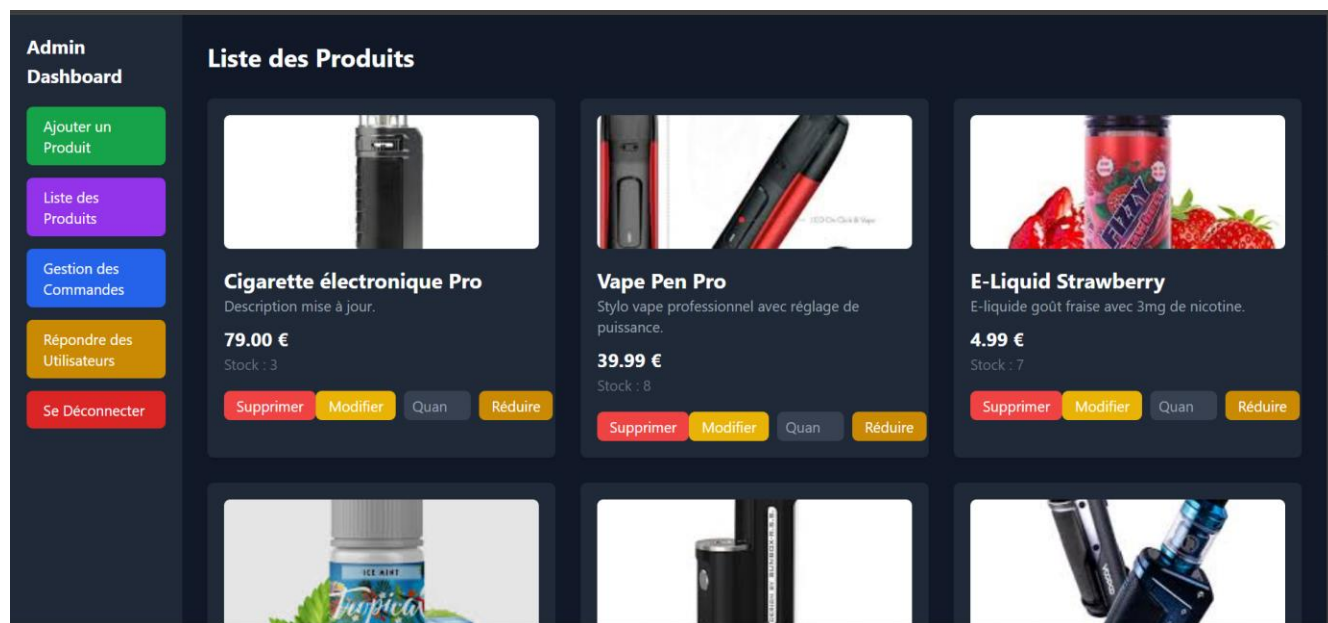 Admin
Dashboard
Ajouter un
Produit
Liste des
Produits
Gestion des
Commandes
Répondre des
Utilisateurs
Se Déconnecter
Liste des Produits
Cigarette électronique Pro
Description mise à jour.
79.00 €
Stock : 3
Supprimer Modifier Quan Réduire
Vape Pen Pro
Stylo vape professionnel avec réglage de
puissance.
39.99 €
Stock : 8
Supprimer Modifier Quan Réduire
FIZZY
E-Liquid Strawberry
E-liquide goût fraise avec 3mg de nicotine.
4.99 €
Stock : 7
Supprimer Modifier Quan Réduire
ICE MINT
Tropical
VOOPOO